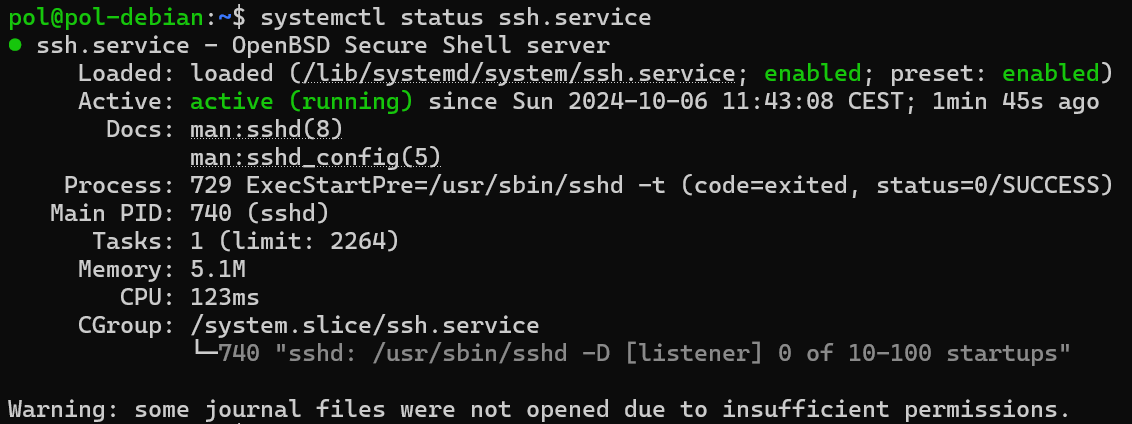 pol@pol-debian:~$ systemctl status ssh.service
● ssh.service - OpenBSD Secure Shell server
     Loaded: loaded (/lib/systemd/system/ssh.service; enabled; preset: enabled)
     Active: active (running) since Sun 2024-10-06 11:43:08 CEST; 1min 45s ago
       Docs: man:sshd(8)
             man:sshd_config(5)
    Process: 729 ExecStartPre=/usr/sbin/sshd -t (code=exited, status=0/SUCCESS)
   Main PID: 740 (sshd)
      Tasks: 1 (limit: 2264)
     Memory: 5.1M
        CPU: 123ms
     CGroup: /system.slice/ssh.service
             └─740 "sshd: /usr/sbin/sshd -D [listener] 0 of 10-100 startups"

Warning: some journal files were not opened due to insufficient permissions.